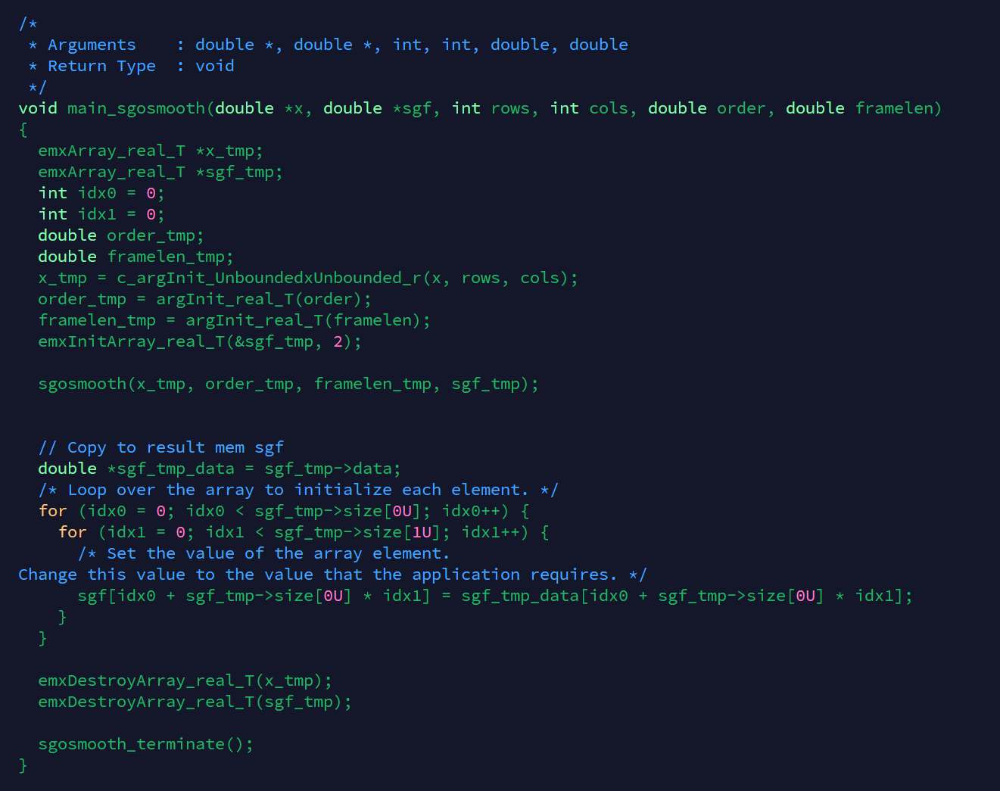 /*
 * Arguments    : double *, double *, int, int, double, double
 * Return Type  : void
 */
void main_sgosmooth(double *x, double *sgf, int rows, int cols, double order, double framelen)
{
  emxArray_real_T *x_tmp;
  emxArray_real_T *sgf_tmp;
  int idx0 = 0;
  int idx1 = 0;
  double order_tmp;
  double framelen_tmp;
  x_tmp = c_argInit_UnboundedxUnbounded_r(x, rows, cols);
  order_tmp = argInit_real_T(order);
  framelen_tmp = argInit_real_T(framelen);
  emxInitArray_real_T(&sgf_tmp, 2);

  sgosmooth(x_tmp, order_tmp, framelen_tmp, sgf_tmp);


  // Copy to result mem sgf
  double *sgf_tmp_data = sgf_tmp->data;
  /* Loop over the array to initialize each element. */
  for (idx0 = 0; idx0 < sgf_tmp->size[0U]; idx0++) {
    for (idx1 = 0; idx1 < sgf_tmp->size[1U]; idx1++) {
      /* Set the value of the array element.
Change this value to the value that the application requires. */
      sgf[idx0 + sgf_tmp->size[0U] * idx1] = sgf_tmp_data[idx0 + sgf_tmp->size[0U] * idx1];
    }
  }

  emxDestroyArray_real_T(x_tmp);
  emxDestroyArray_real_T(sgf_tmp);

  sgosmooth_terminate();
}